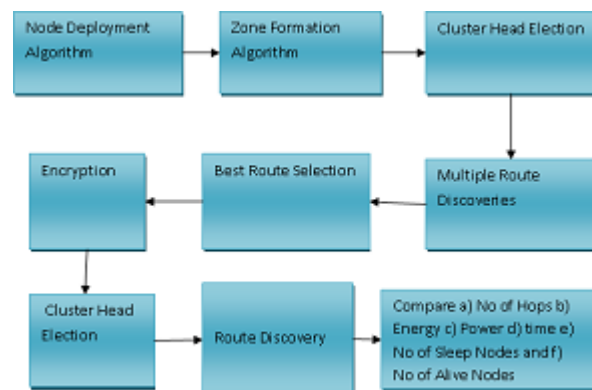 Node Deployment
Algorithm
Zone Formation
Algorithm
Cluster Head Election
Multiple Route
Discoveries
Best Route Selection
Encryption
Cluster Head
Election
Route Discovery
Compare a) No of Hops b)
Energy c) Power d) time e)
No of Sleep Nodes and f)
No of Alive Nodes